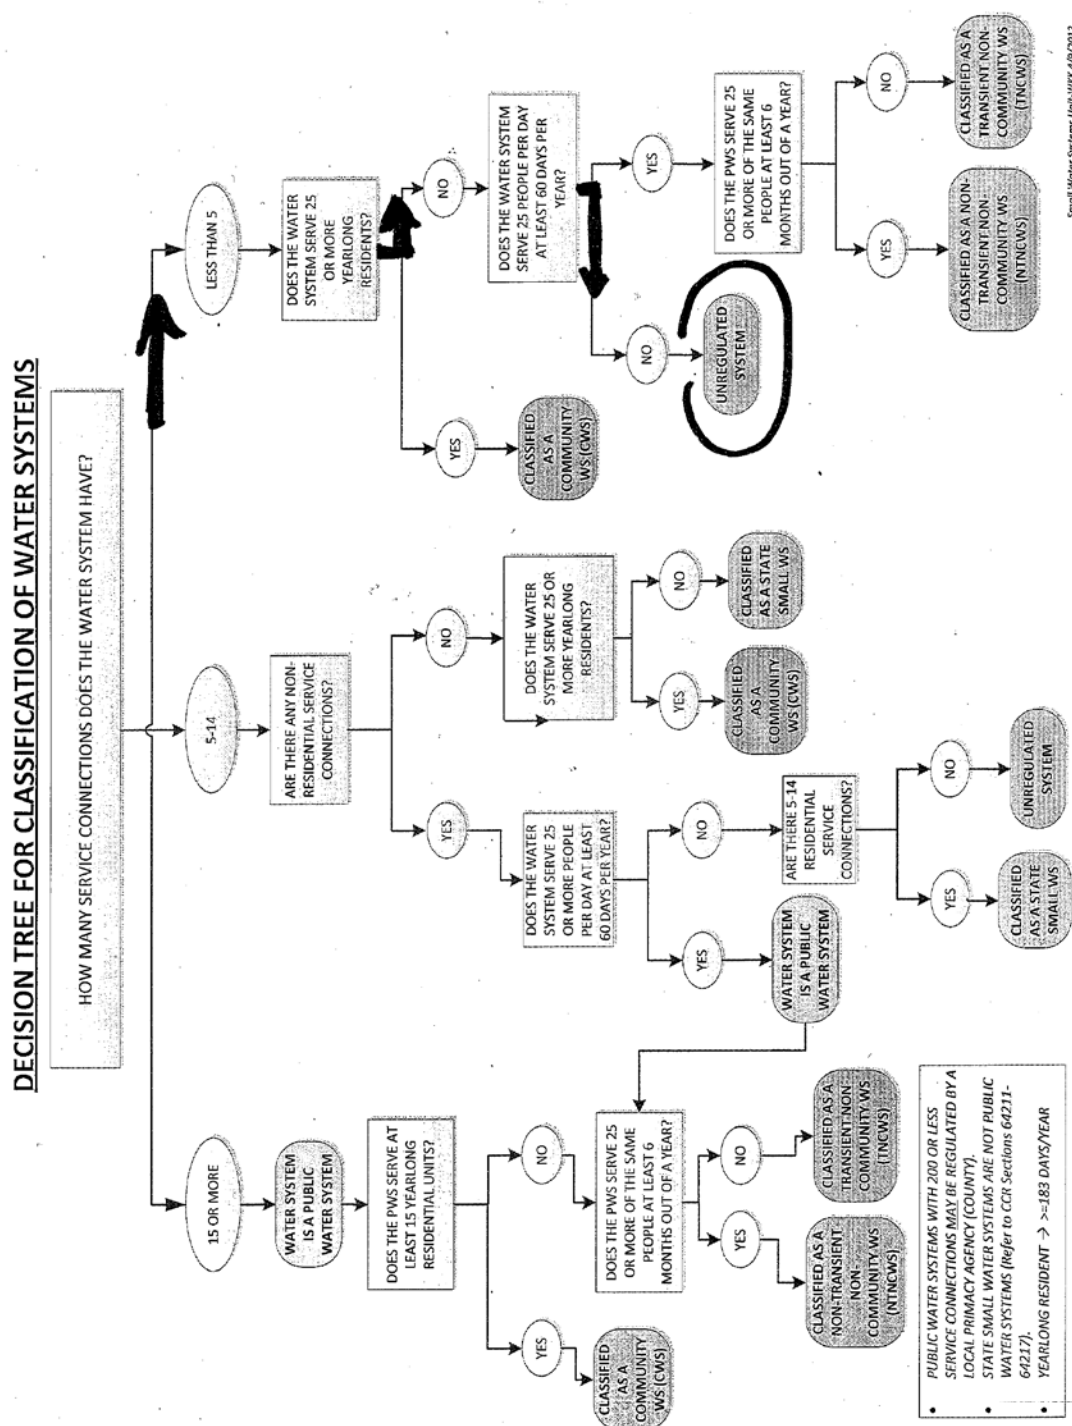 DECISION TREE FOR CLASSIFICATION OF WATER SYSTEMS
HOW MANY SERVICE CONNECTIONS DOES THE WATER SYSTEM HAVE?
15 OR MORE
WATER SYSTEM
IS A PUBLIC
WATER SYSTEM
DOES THE PWS SERVE AT
LEAST 15 YEARLONG
RESIDENTIAL UNITS?
YES
CLASSIFIED
AS A
COMMUNITY
WS (CWS)
NO
DOES THE PWS SERVE 25
OR MORE OF THE SAME
PEOPLE AT LEAST 6
MONTHS OUT OF A YEAR?
YES
CLASSIFIED AS A
NON-TRANSIENT
NON-
COMMUNITY WS
(NTNCWS)
NO
CLASSIFIED AS A
TRANSIENT NON-
COMMUNITY WS
(TNCWS)
5-14
ARE THERE ANY NON-
RESIDENTIAL SERVICE
CONNECTIONS?
YES
DOES THE WATER
SYSTEM SERVE 25
OR MORE PEOPLE
PER DAY AT LEAST
60 DAYS PER YEAR?
YES
WATER SYSTEM
IS A PUBLIC
WATER SYSTEM
NO
ARE THERE 5-14
RESIDENTIAL
SERVICE
CONNECTIONS?
YES
CLASSIFIED
AS A STATE
SMALL WS
NO
UNREGULATED
SYSTEM
NO
DOES THE WATER
SYSTEM SERVE 25 OR
MORE YEARLONG
RESIDENTS?
YES
CLASSIFIED
AS A
COMMUNITY
WS (CWS)
NO
CLASSIFIED
AS A STATE
SMALL WS
LESS THAN 5
DOES THE WATER
SYSTEM SERVE 25
OR MORE
YEARLONG
RESIDENTS?
YES
CLASSIFIED
AS A
COMMUNITY
WS (CWS)
NO
DOES THE WATER SYSTEM
SERVE 25 PEOPLE PER DAY
AT LEAST 60 DAYS PER
YEAR?
NO
UNREGULATED
SYSTEM
YES
DOES THE PWS SERVE 25
OR MORE OF THE SAME
PEOPLE AT LEAST 6
MONTHS OUT OF A YEAR?
YES
CLASSIFIED AS A NON-
TRANSIENT NON-
COMMUNITY WS
(NTNCWS)
NO
CLASSIFIED AS A
TRANSIENT NON-
COMMUNITY WS
(TNCWS)
• PUBLIC WATER SYSTEMS WITH 200 OR LESS
SERVICE CONNECTIONS MAY BE REGULATED BY A
LOCAL PRIMACY AGENCY (COUNTY).
• STATE SMALL WATER SYSTEMS ARE NOT PUBLIC
WATER SYSTEMS (Refer to CCR Sections 64211-
64217).
• YEARLONG RESIDENT → >=183 DAYS/YEAR
Small Water Systems Unit